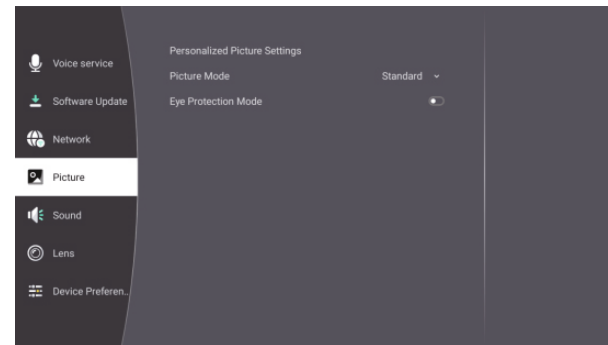 Voice service
Software Update
Network
Picture
Sound
Lens
Device Preferen..
Personalized Picture Settings
Picture Mode Standard
Eye Protection Mode